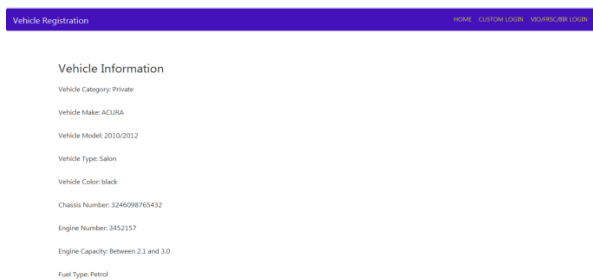 Vehicle Registration HOME CUSTOM LOGIN VIO/FRSC/BIR LOGIN
Vehicle Information
Vehicle Category: Private
Vehicle Make: ACURA
Vehicle Model: 2010/2012
Vehicle Type: Salon
Vehicle Color: black
Chassis Number: 3246098765432
Engine Number: 3452157
Engine Capacity: Between 2.1 and 3.0
Fuel Type: Petrol